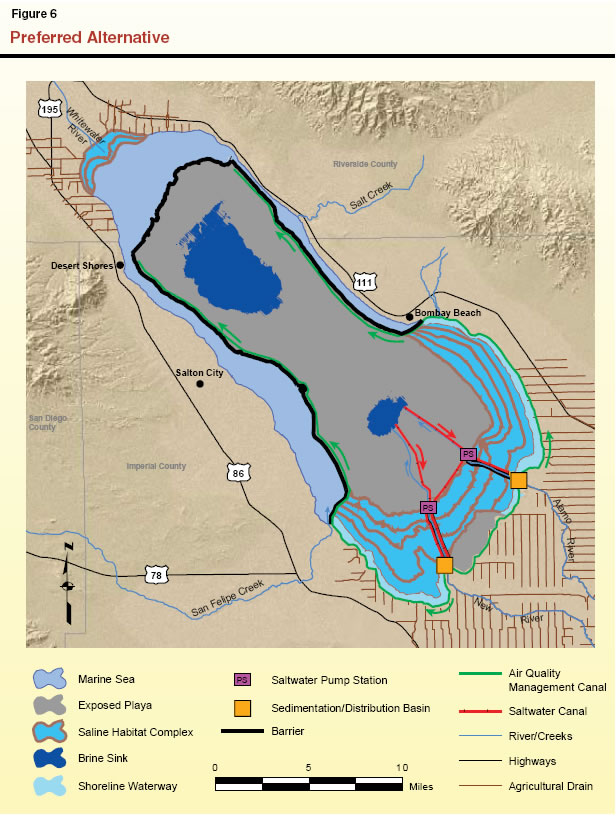 Figure 6
Preferred Alternative
195
Whitewater
River
Riverside County
Salt Creek
Desert Shores
111
Bombay Beach
Salton City
San Diego
County
Imperial County
86
PS
PS
Alamo
River
N
78
San Felipe Creek
New
River
Marine Sea
Exposed Playa
Saline Habitat Complex
Brine Sink
Shoreline Waterway
PS
Saltwater Pump Station
Sedimentation/Distribution Basin
Barrier
0 5 10
Miles
Air Quality
Management Canal
Saltwater Canal
River/Creeks
Highways
Agricultural Drain